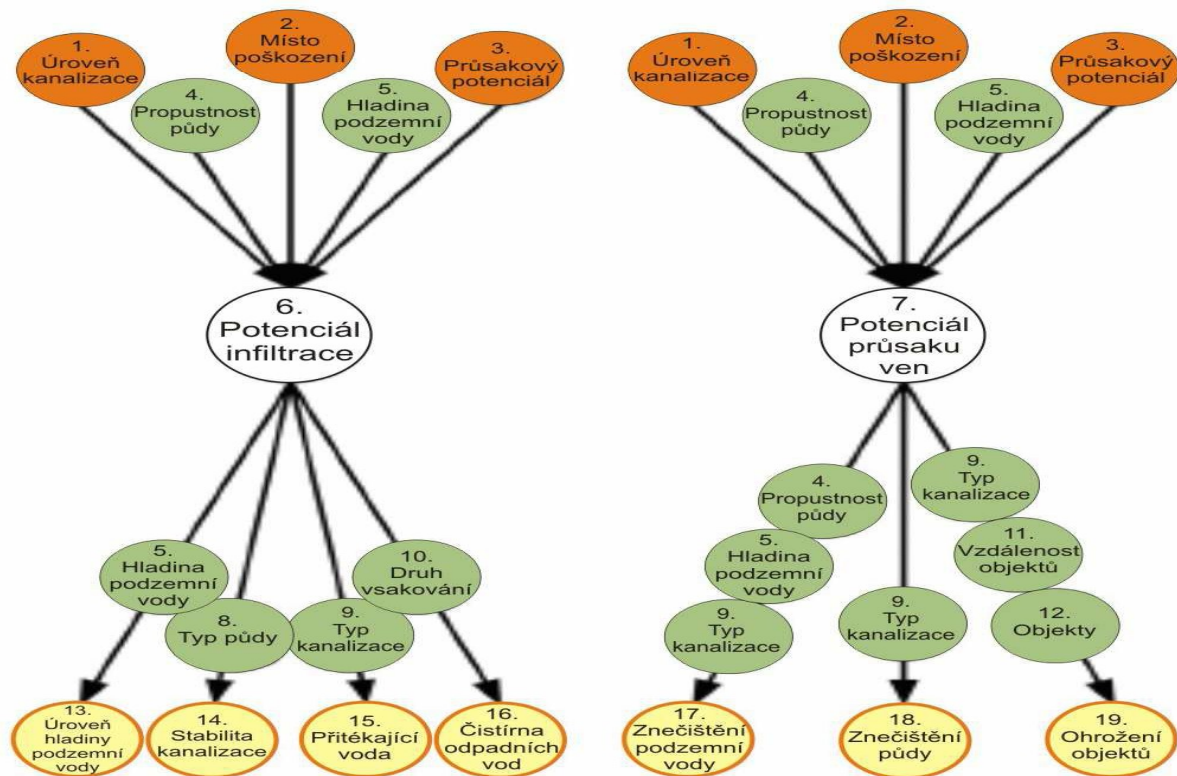 1.
Úroveň
kanalizace
2.
Místo
poškození
3.
Průsakový
potenciál
4.
Propustnost
půdy
5.
Hladina
podzemní
vody
6.
Potenciál
infiltrace
5.
Hladina
podzemní
vody
8.
Typ půdy
9.
Typ
kanalizace
10.
Druh
vsakování
13.
Úroveň
hladiny
podzemní
vody
14.
Stabilita
kanalizace
15.
Přitékající
voda
16.
Čistírna
odpadních
vod
1.
Úroveň
kanalizace
2.
Místo
poškození
3.
Průsakový
potenciál
4.
Propustnost
půdy
5.
Hladina
podzemní
vody
7.
Potenciál
průsaku
ven
4.
Propustnost
půdy
5.
Hladina
podzemní
vody
9.
Typ
kanalizace
9.
Typ
kanalizace
9.
Typ
kanalizace
11.
Vzdálenost
objektů
12.
Objekty
17.
Znečištění
podzemní
vody
18.
Znečištění
půdy
19.
Ohrožení
objektů